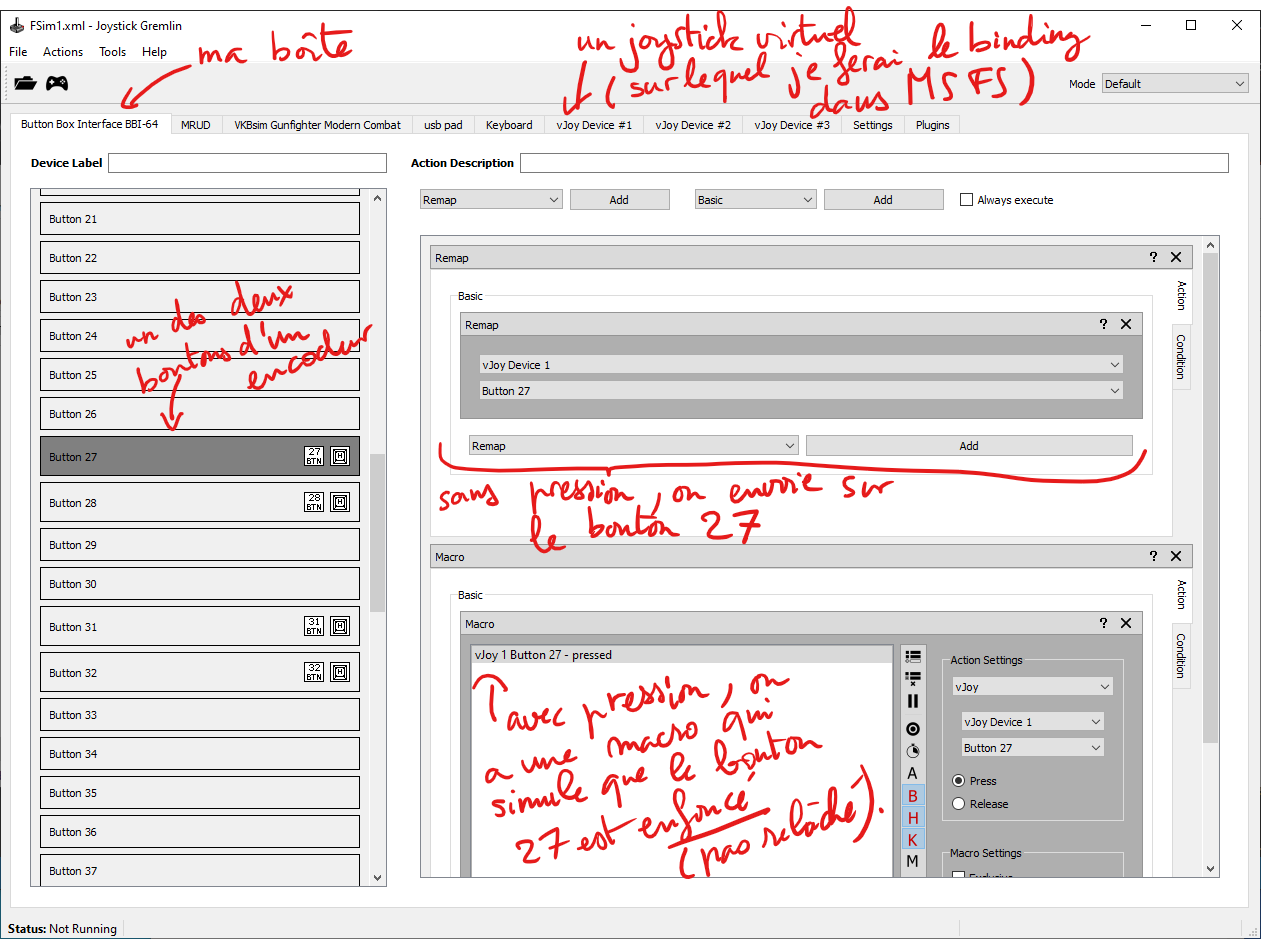 FSim1.xml - Joystick Gremlin
File Actions Tools Help
ma boîte
un joystick virtuel
(sur lequel je ferai le binding
dans MSFS)
Mode Default
Button Box Interface BBI-64 MRUD VKBsim Gunfighter Modern Combat usb pad Keyboard vJoy Device #1 vJoy Device #2 vJoy Device #3 Settings Plugins
Device Label
Action Description
Remap Add Basic Add Always execute
Button 21
Button 22
Button 23
Button 24
Button 25
Button 26
Button 27 27 BTN M
Button 28 28 BTN M
Button 29
Button 30
Button 31 31 BTN M
Button 32 32 BTN M
Button 33
Button 34
Button 35
Button 36
Button 37
un des deux
boutons d'un
encodeur
Remap ?
Action
Condition
Basic
Remap ?
vJoy Device 1
Button 27
Remap Add
sans pression, on envoie sur
le bouton 27
Macro ?
Action
Condition
Basic
Macro ?
vJoy 1 Button 27 - pressed
avec pression, on
a une macro qui
simule que le bouton
27 est enfoncé
(pas relâché).
A
B
H
K
M
Action Settings
vJoy
vJoy Device 1
Button 27
Press
Release
Macro Settings
Exclusive
Status: Not Running